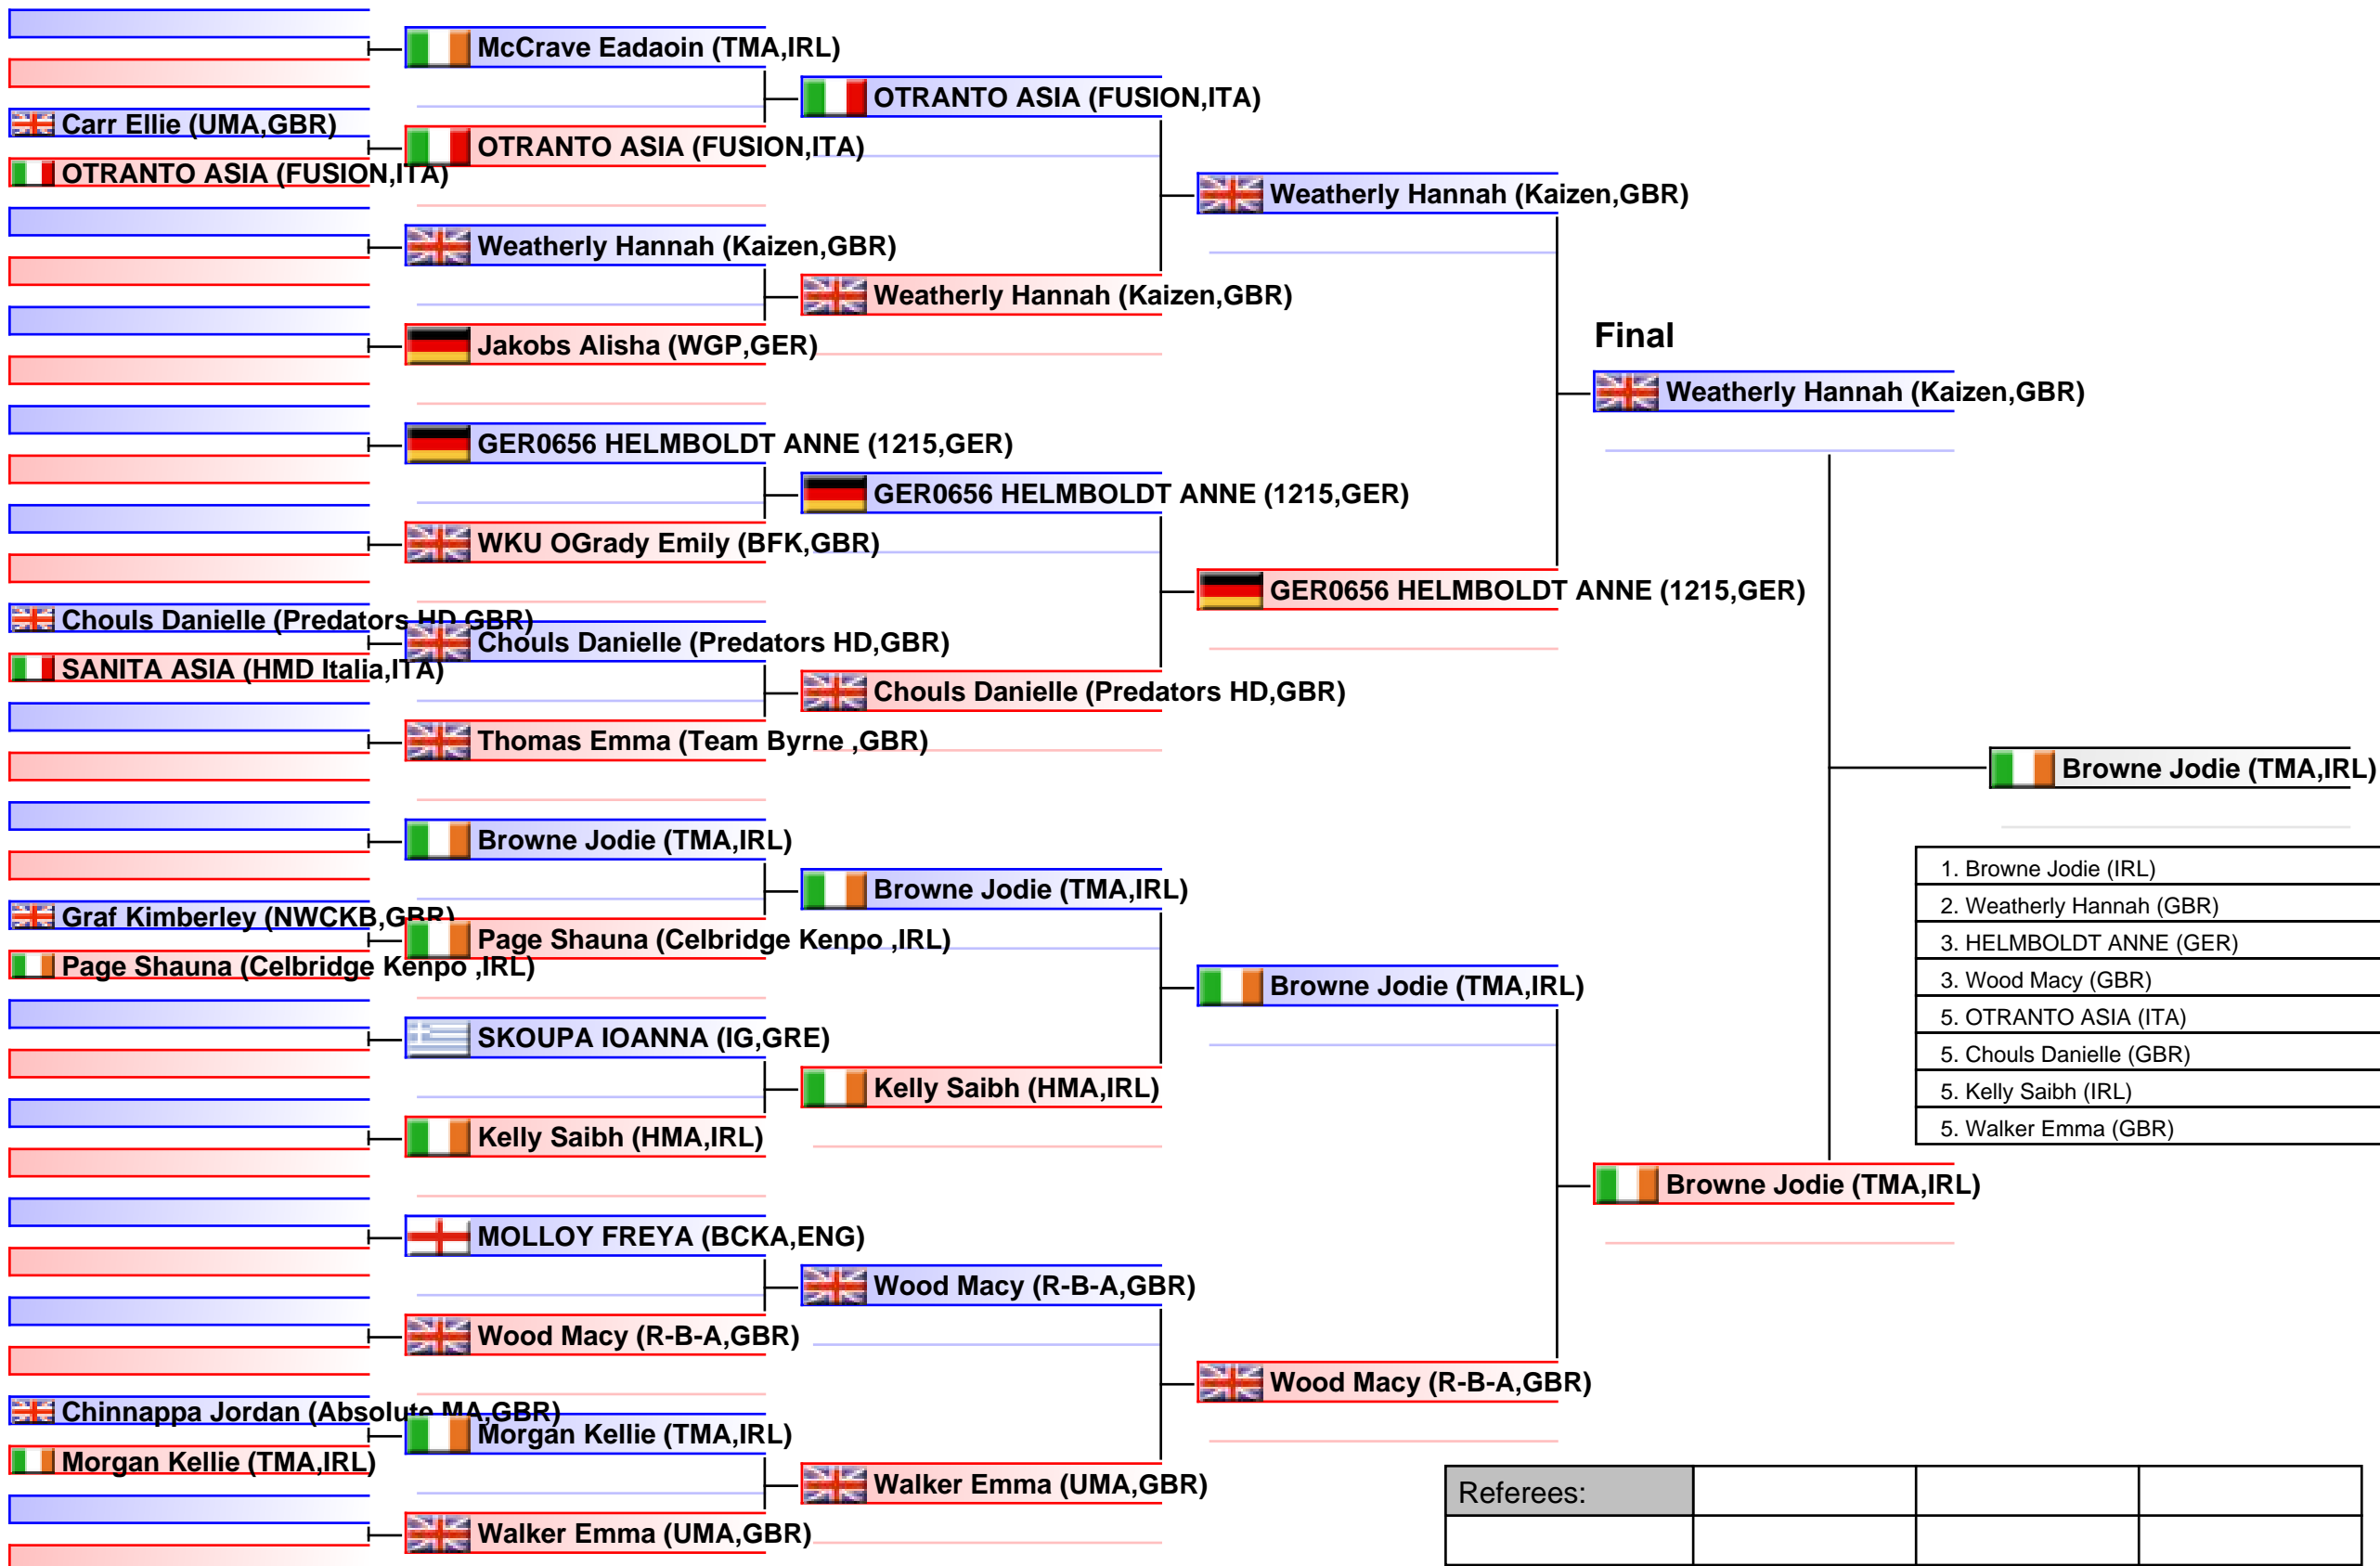 Carr Ellie (UMA,GBR)
OTRANTO ASIA (FUSION,ITA)
Chouls Danielle (Predators HD,GBR)
SANITA ASIA (HMD Italia,ITA)
Graf Kimberley (NWCKB,GBR)
Page Shauna (Celbridge Kenpo ,IRL)
Chinnappa Jordan (Absolute MA,GBR)
Morgan Kellie (TMA,IRL)
McCrave Eadaoin (TMA,IRL)
OTRANTO ASIA (FUSION,ITA)
Weatherly Hannah (Kaizen,GBR)
Jakobs Alisha (WGP,GER)
GER0656 HELMBOLDT ANNE (1215,GER)
WKU OGrady Emily (BFK,GBR)
Chouls Danielle (Predators HD,GBR)
Thomas Emma (Team Byrne ,GBR)
Browne Jodie (TMA,IRL)
Page Shauna (Celbridge Kenpo ,IRL)
SKOUPA IOANNA (IG,GRE)
Kelly Saibh (HMA,IRL)
MOLLOY FREYA (BCKA,ENG)
Wood Macy (R-B-A,GBR)
Morgan Kellie (TMA,IRL)
Walker Emma (UMA,GBR)
OTRANTO ASIA (FUSION,ITA)
Weatherly Hannah (Kaizen,GBR)
GER0656 HELMBOLDT ANNE (1215,GER)
Chouls Danielle (Predators HD,GBR)
Browne Jodie (TMA,IRL)
Kelly Saibh (HMA,IRL)
Wood Macy (R-B-A,GBR)
Walker Emma (UMA,GBR)
Weatherly Hannah (Kaizen,GBR)
GER0656 HELMBOLDT ANNE (1215,GER)
Browne Jodie (TMA,IRL)
Wood Macy (R-B-A,GBR)
Final
Weatherly Hannah (Kaizen,GBR)
Browne Jodie (TMA,IRL)
Browne Jodie (TMA,IRL)
1. Browne Jodie (IRL)
2. Weatherly Hannah (GBR)
3. HELMBOLDT ANNE (GER)
3. Wood Macy (GBR)
5. OTRANTO ASIA (ITA)
5. Chouls Danielle (GBR)
5. Kelly Saibh (IRL)
5. Walker Emma (GBR)
Referees: